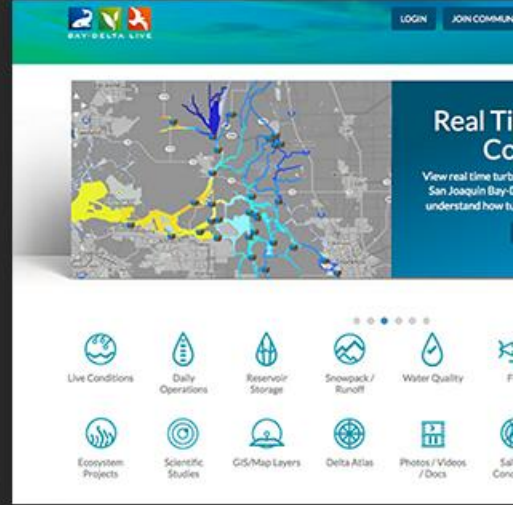 BAY-DELTA LIVE
LOGIN
JOIN COMMUN
Real Ti
Co
View real time turb
San Joaquin Bay-D
understand how tu
Live Conditions
Daily
Operations
Reservoir
Storage
Snowpack /
Runoff
Water Quality
F
Ecosystem
Projects
Scientific
Studies
GIS/Map Layers
Delta Atlas
Photos / Videos
/ Docs
Sal
Conc